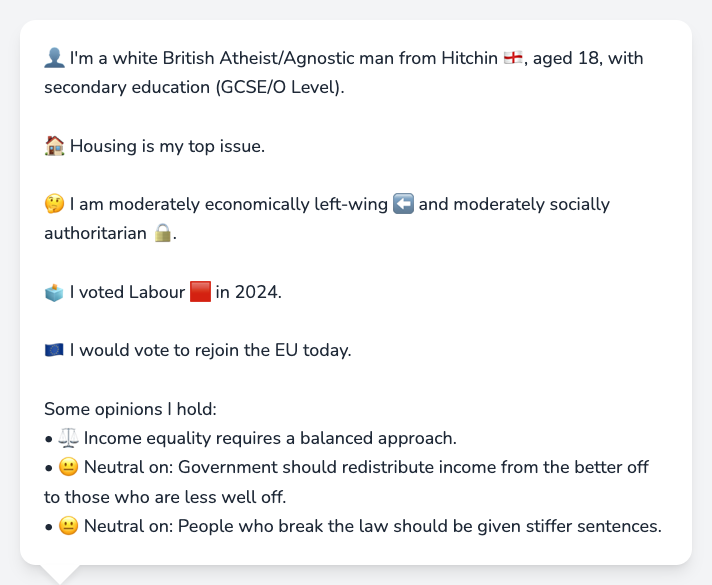 👤 I'm a white British Atheist/Agnostic man from Hitchin 🏴󠁧󠁢󠁥󠁮󠁧󠁿, aged 18, with
secondary education (GCSE/O Level).
🏠 Housing is my top issue.
🤔 I am moderately economically left-wing ⬅️ and moderately socially
authoritarian 🔒.
🗳️ I voted Labour 🟥 in 2024.
🇪🇺 I would vote to rejoin the EU today.
Some opinions I hold:
• ⚖️ Income equality requires a balanced approach.
• 😐 Neutral on: Government should redistribute income from the better off
to those who are less well off.
• 😐 Neutral on: People who break the law should be given stiffer sentences.